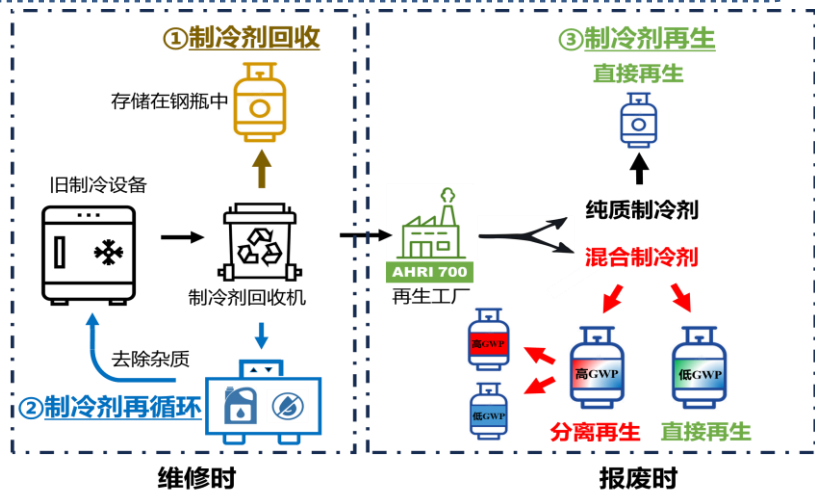 ①制冷剂回收
存储在钢瓶中
旧制冷设备
制冷剂回收机
去除杂质
②制冷剂再循环
维修时
③制冷剂再生
直接再生
纯质制冷剂
混合制冷剂
AHRI 700
再生工厂
高GWP
低GWP
高GWP
低GWP
分离再生
直接再生
报废时